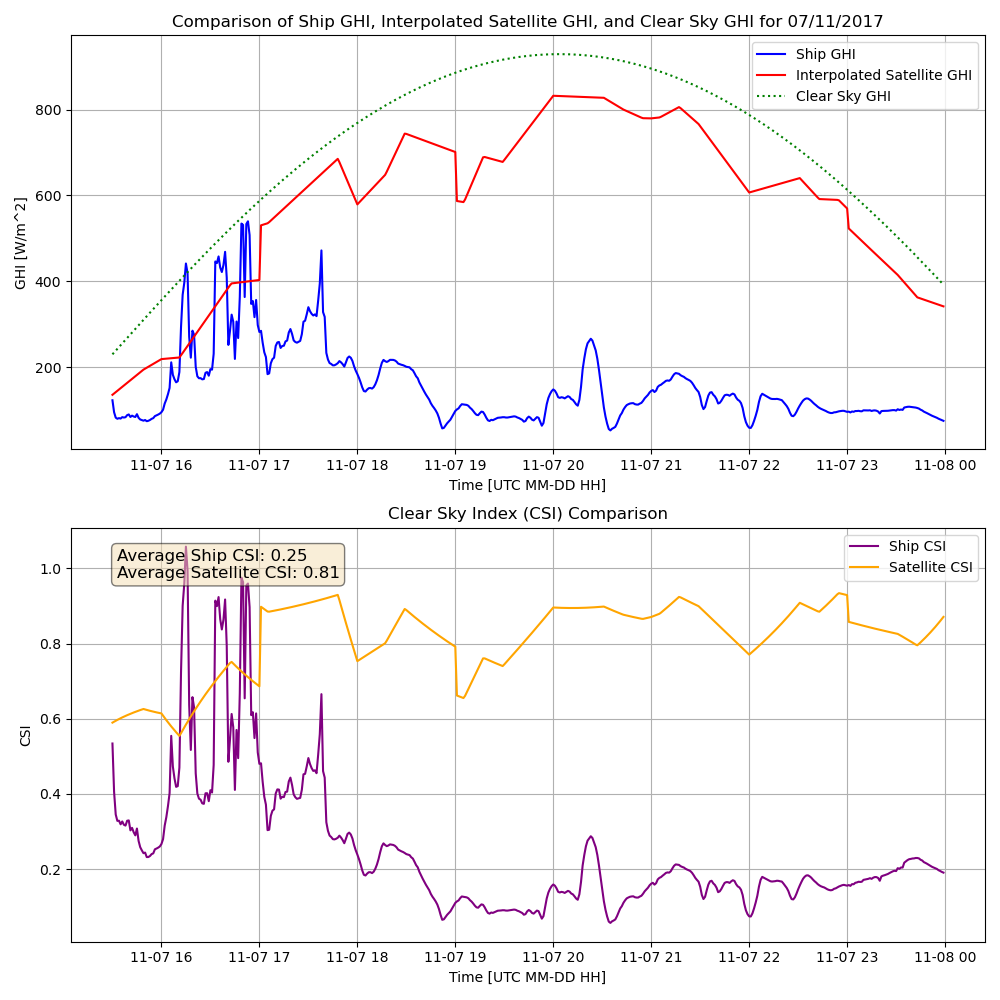 Comparison of Ship GHI, Interpolated Satellite GHI, and Clear Sky GHI for 07/11/2017
Ship GHI
Interpolated Satellite GHI
Clear Sky GHI
GHI [W/m^2]
800
600
400
200
11-07 16 11-07 17 11-07 18 11-07 19 11-07 20 11-07 21 11-07 22 11-07 23 11-08 00
Time [UTC MM-DD HH]
Clear Sky Index (CSI) Comparison
Average Ship CSI: 0.25
Average Satellite CSI: 0.81
Ship CSI
Satellite CSI
CSI
1.0
0.8
0.6
0.4
0.2
11-07 16 11-07 17 11-07 18 11-07 19 11-07 20 11-07 21 11-07 22 11-07 23 11-08 00
Time [UTC MM-DD HH]